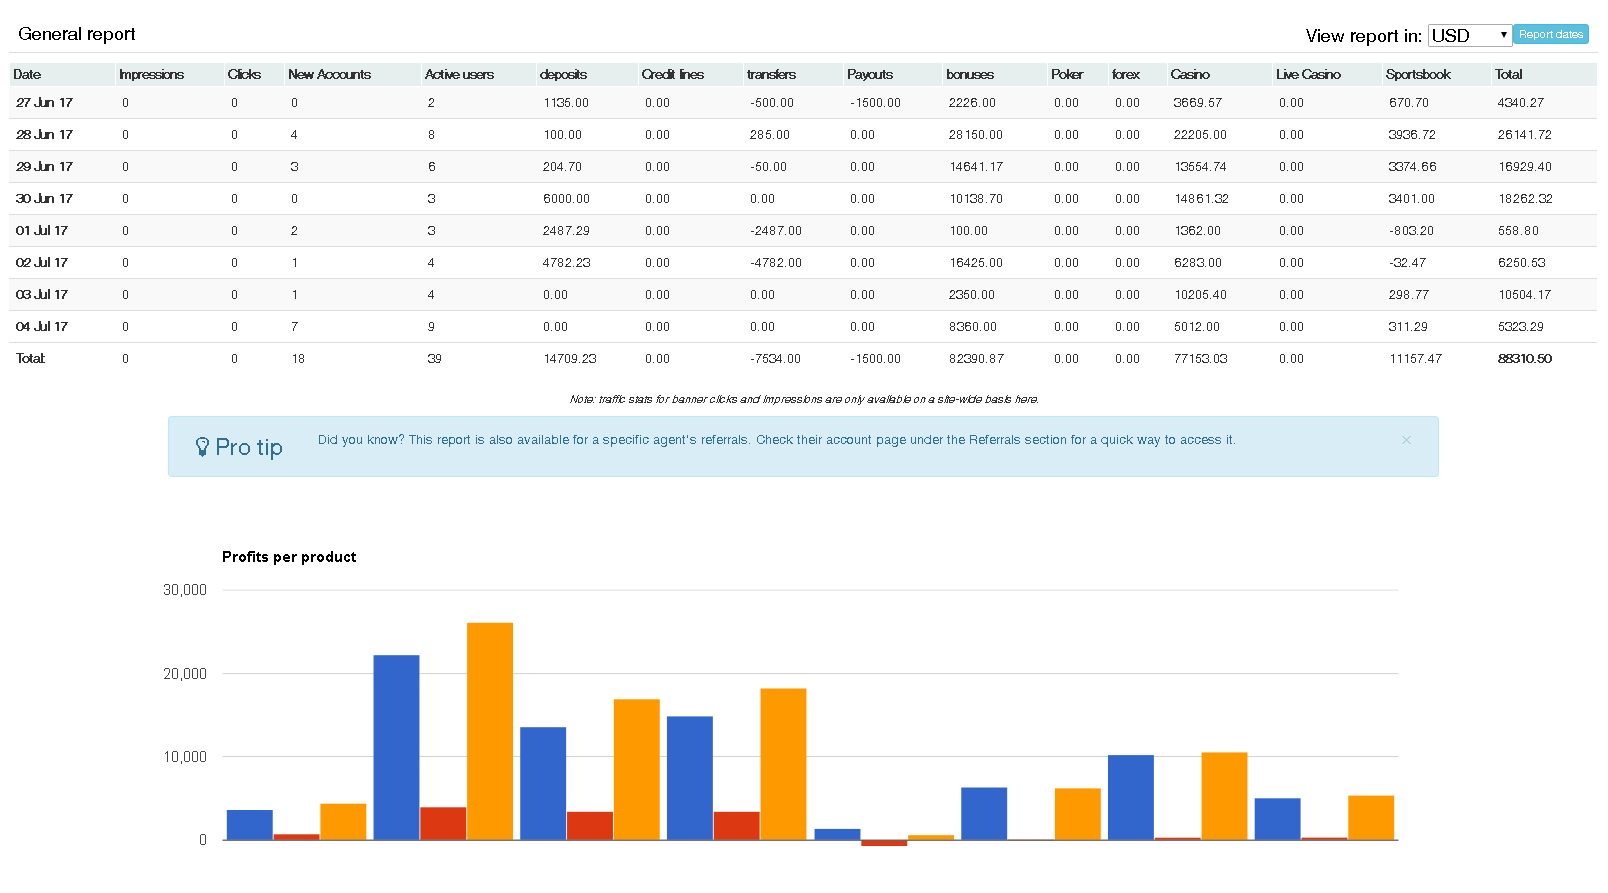 General report
View report in: USD Report dates
Date Impressions Clicks New Accounts Active users deposits Credit lines transfers Payouts bonuses Poker forex Casino Live Casino Sportsbook Total
27 Jun 17 0 0 0 2 1135.00 0.00 -500.00 -1500.00 2226.00 0.00 0.00 3669.57 0.00 670.70 4340.27
28 Jun 17 0 0 4 8 100.00 0.00 285.00 0.00 28150.00 0.00 0.00 22205.00 0.00 3936.72 26141.72
29 Jun 17 0 0 3 6 204.70 0.00 -50.00 0.00 14641.17 0.00 0.00 13554.74 0.00 3374.66 16929.40
30 Jun 17 0 0 0 3 6000.00 0.00 0.00 0.00 10138.70 0.00 0.00 14861.32 0.00 3401.00 18262.32
01 Jul 17 0 0 2 3 2487.29 0.00 -2487.00 0.00 100.00 0.00 0.00 1362.00 0.00 -803.20 558.80
02 Jul 17 0 0 1 4 4782.23 0.00 -4782.00 0.00 16425.00 0.00 0.00 6283.00 0.00 -32.47 6250.53
03 Jul 17 0 0 1 4 0.00 0.00 0.00 0.00 2350.00 0.00 0.00 10205.40 0.00 298.77 10504.17
04 Jul 17 0 0 7 9 0.00 0.00 0.00 0.00 8360.00 0.00 0.00 5012.00 0.00 311.29 5323.29
Total: 0 0 18 39 14709.23 0.00 -7534.00 -1500.00 82390.87 0.00 0.00 77153.03 0.00 11157.47 88310.50
Note: traffic stats for banner clicks and impressions are only available on a site-wide basis here.
Pro tip Did you know? This report is also available for a specific agent's referrals. Check their account page under the Referrals section for a quick way to access it. ×
Profits per product
30,000
20,000
10,000
0